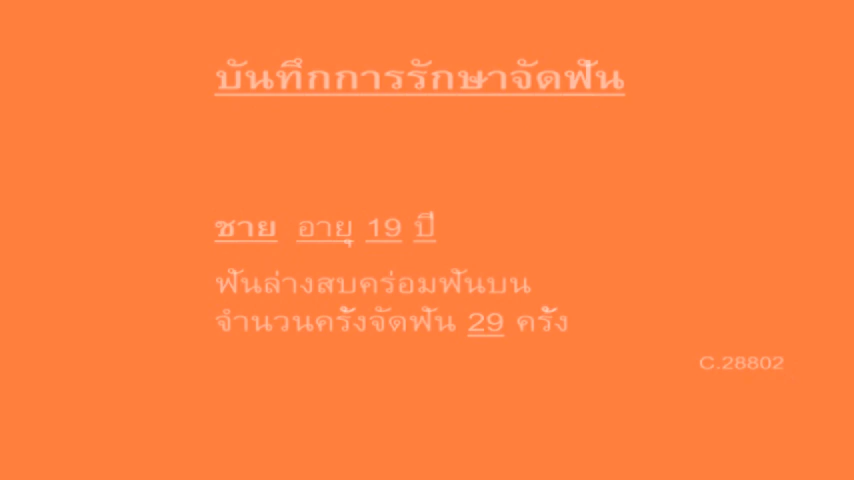 บันทึกการรักษาจัดฟัน
ชาย อายุ 19 ปี
ฟันล่างสบคร่อมฟันบน
จำนวนครั้งจัดฟัน 29 ครั้ง
C.28802